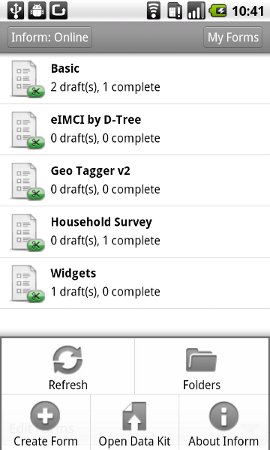 10:41
Inform: Online
My Forms
Basic
2 draft(s), 1 complete
eIMCI by D-Tree
0 draft(s), 0 complete
Geo Tagger v2
0 draft(s), 0 complete
Household Survey
0 draft(s), 1 complete
Widgets
1 draft(s), 0 complete
Refresh
Folders
Create Form
Open Data Kit
About Inform